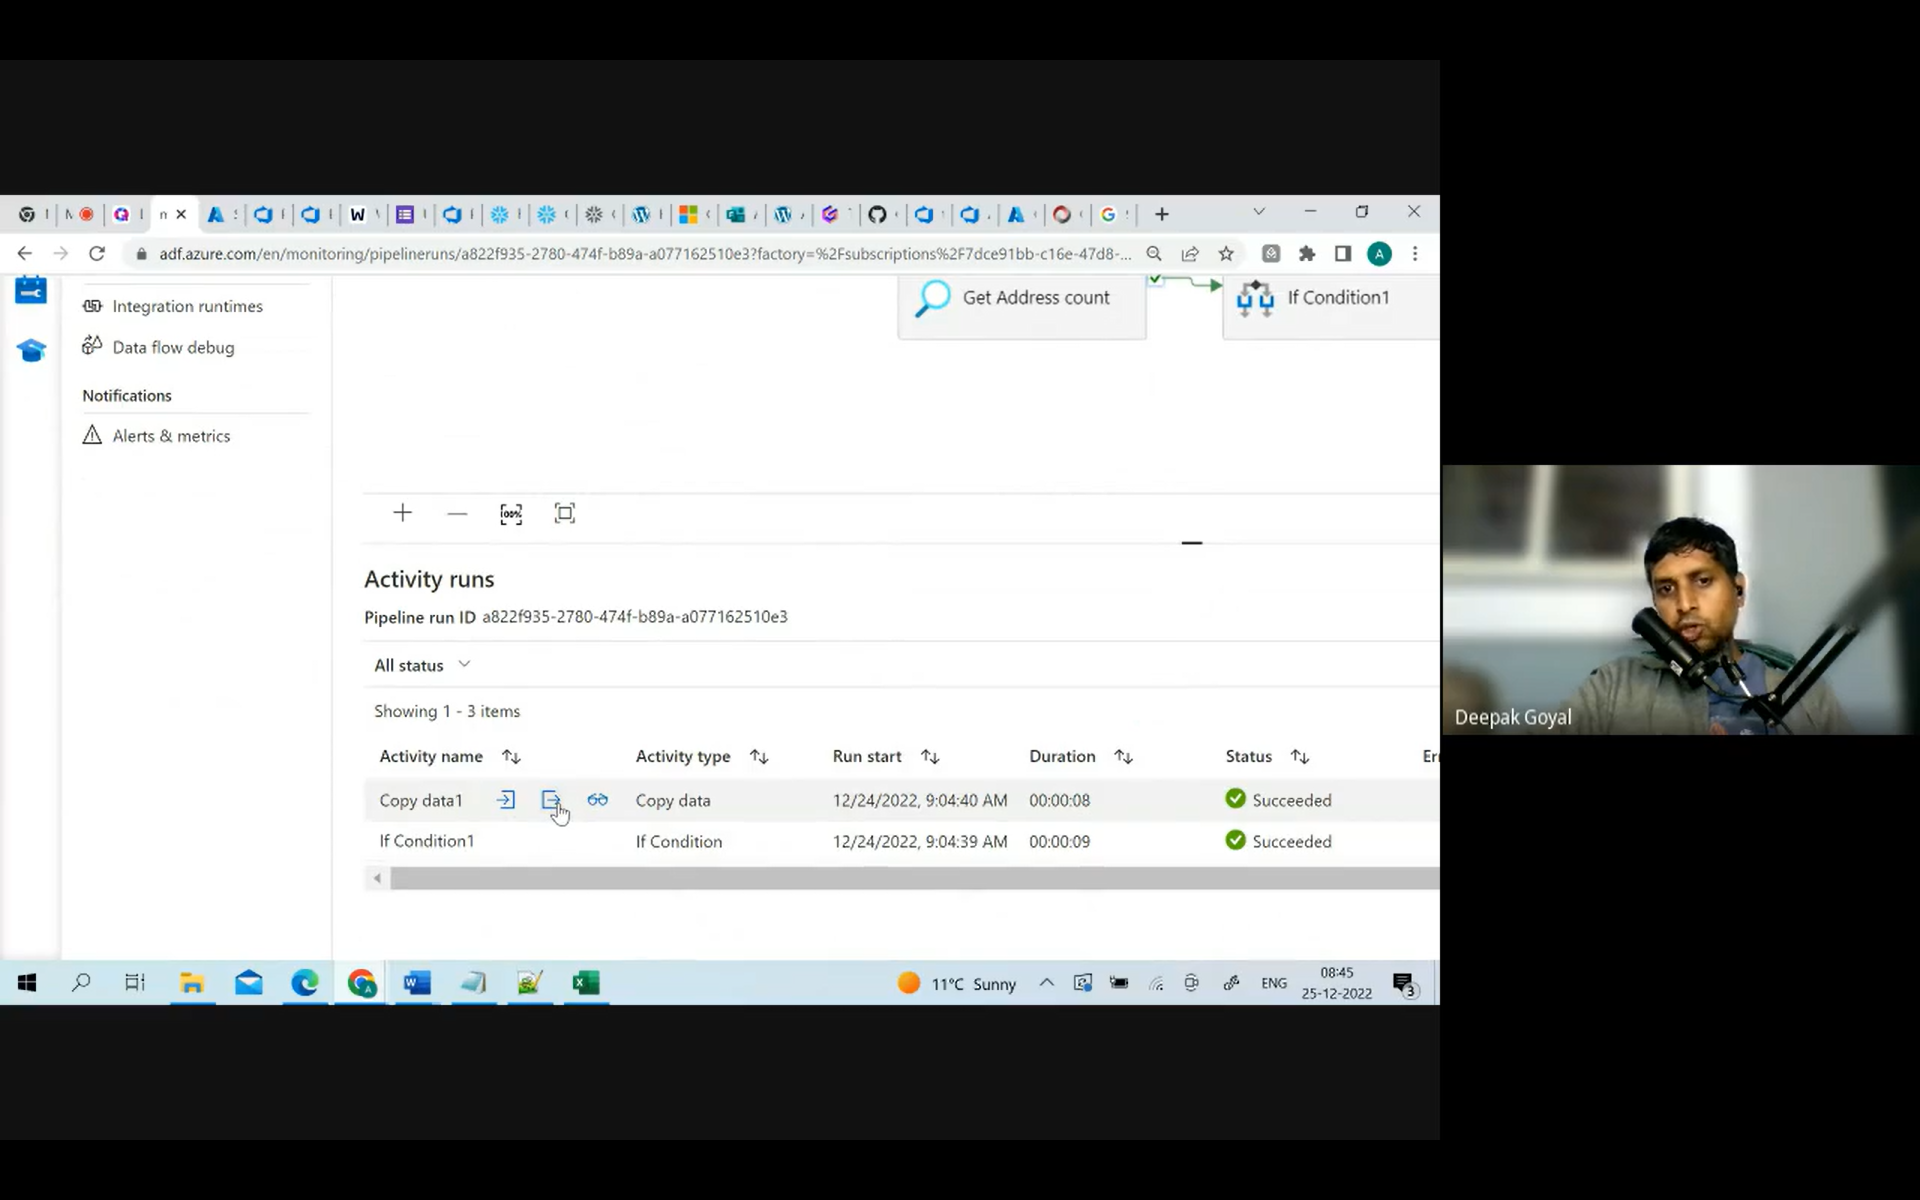 adf.azure.com/en/monitoring/pipelineruns/a822f935-2780-474f-b89a-a077162510e3?factory=%2Fsubscriptions%2F7dce91bb-c16e-47d8-...
A
Integration runtimes
Data flow debug
Notifications
Alerts & metrics
Get Address count
If Condition1
Activity runs
Pipeline run ID a822f935-2780-474f-b89a-a077162510e3
All status
Showing 1 - 3 items
Activity name Activity type Run start Duration Status Err
Copy data1 Copy data 12/24/2022, 9:04:40 AM 00:00:08 Succeeded
If Condition1 If Condition 12/24/2022, 9:04:39 AM 00:00:09 Succeeded
Deepak Goyal
11°C Sunny ENG 08:45
25-12-2022
3